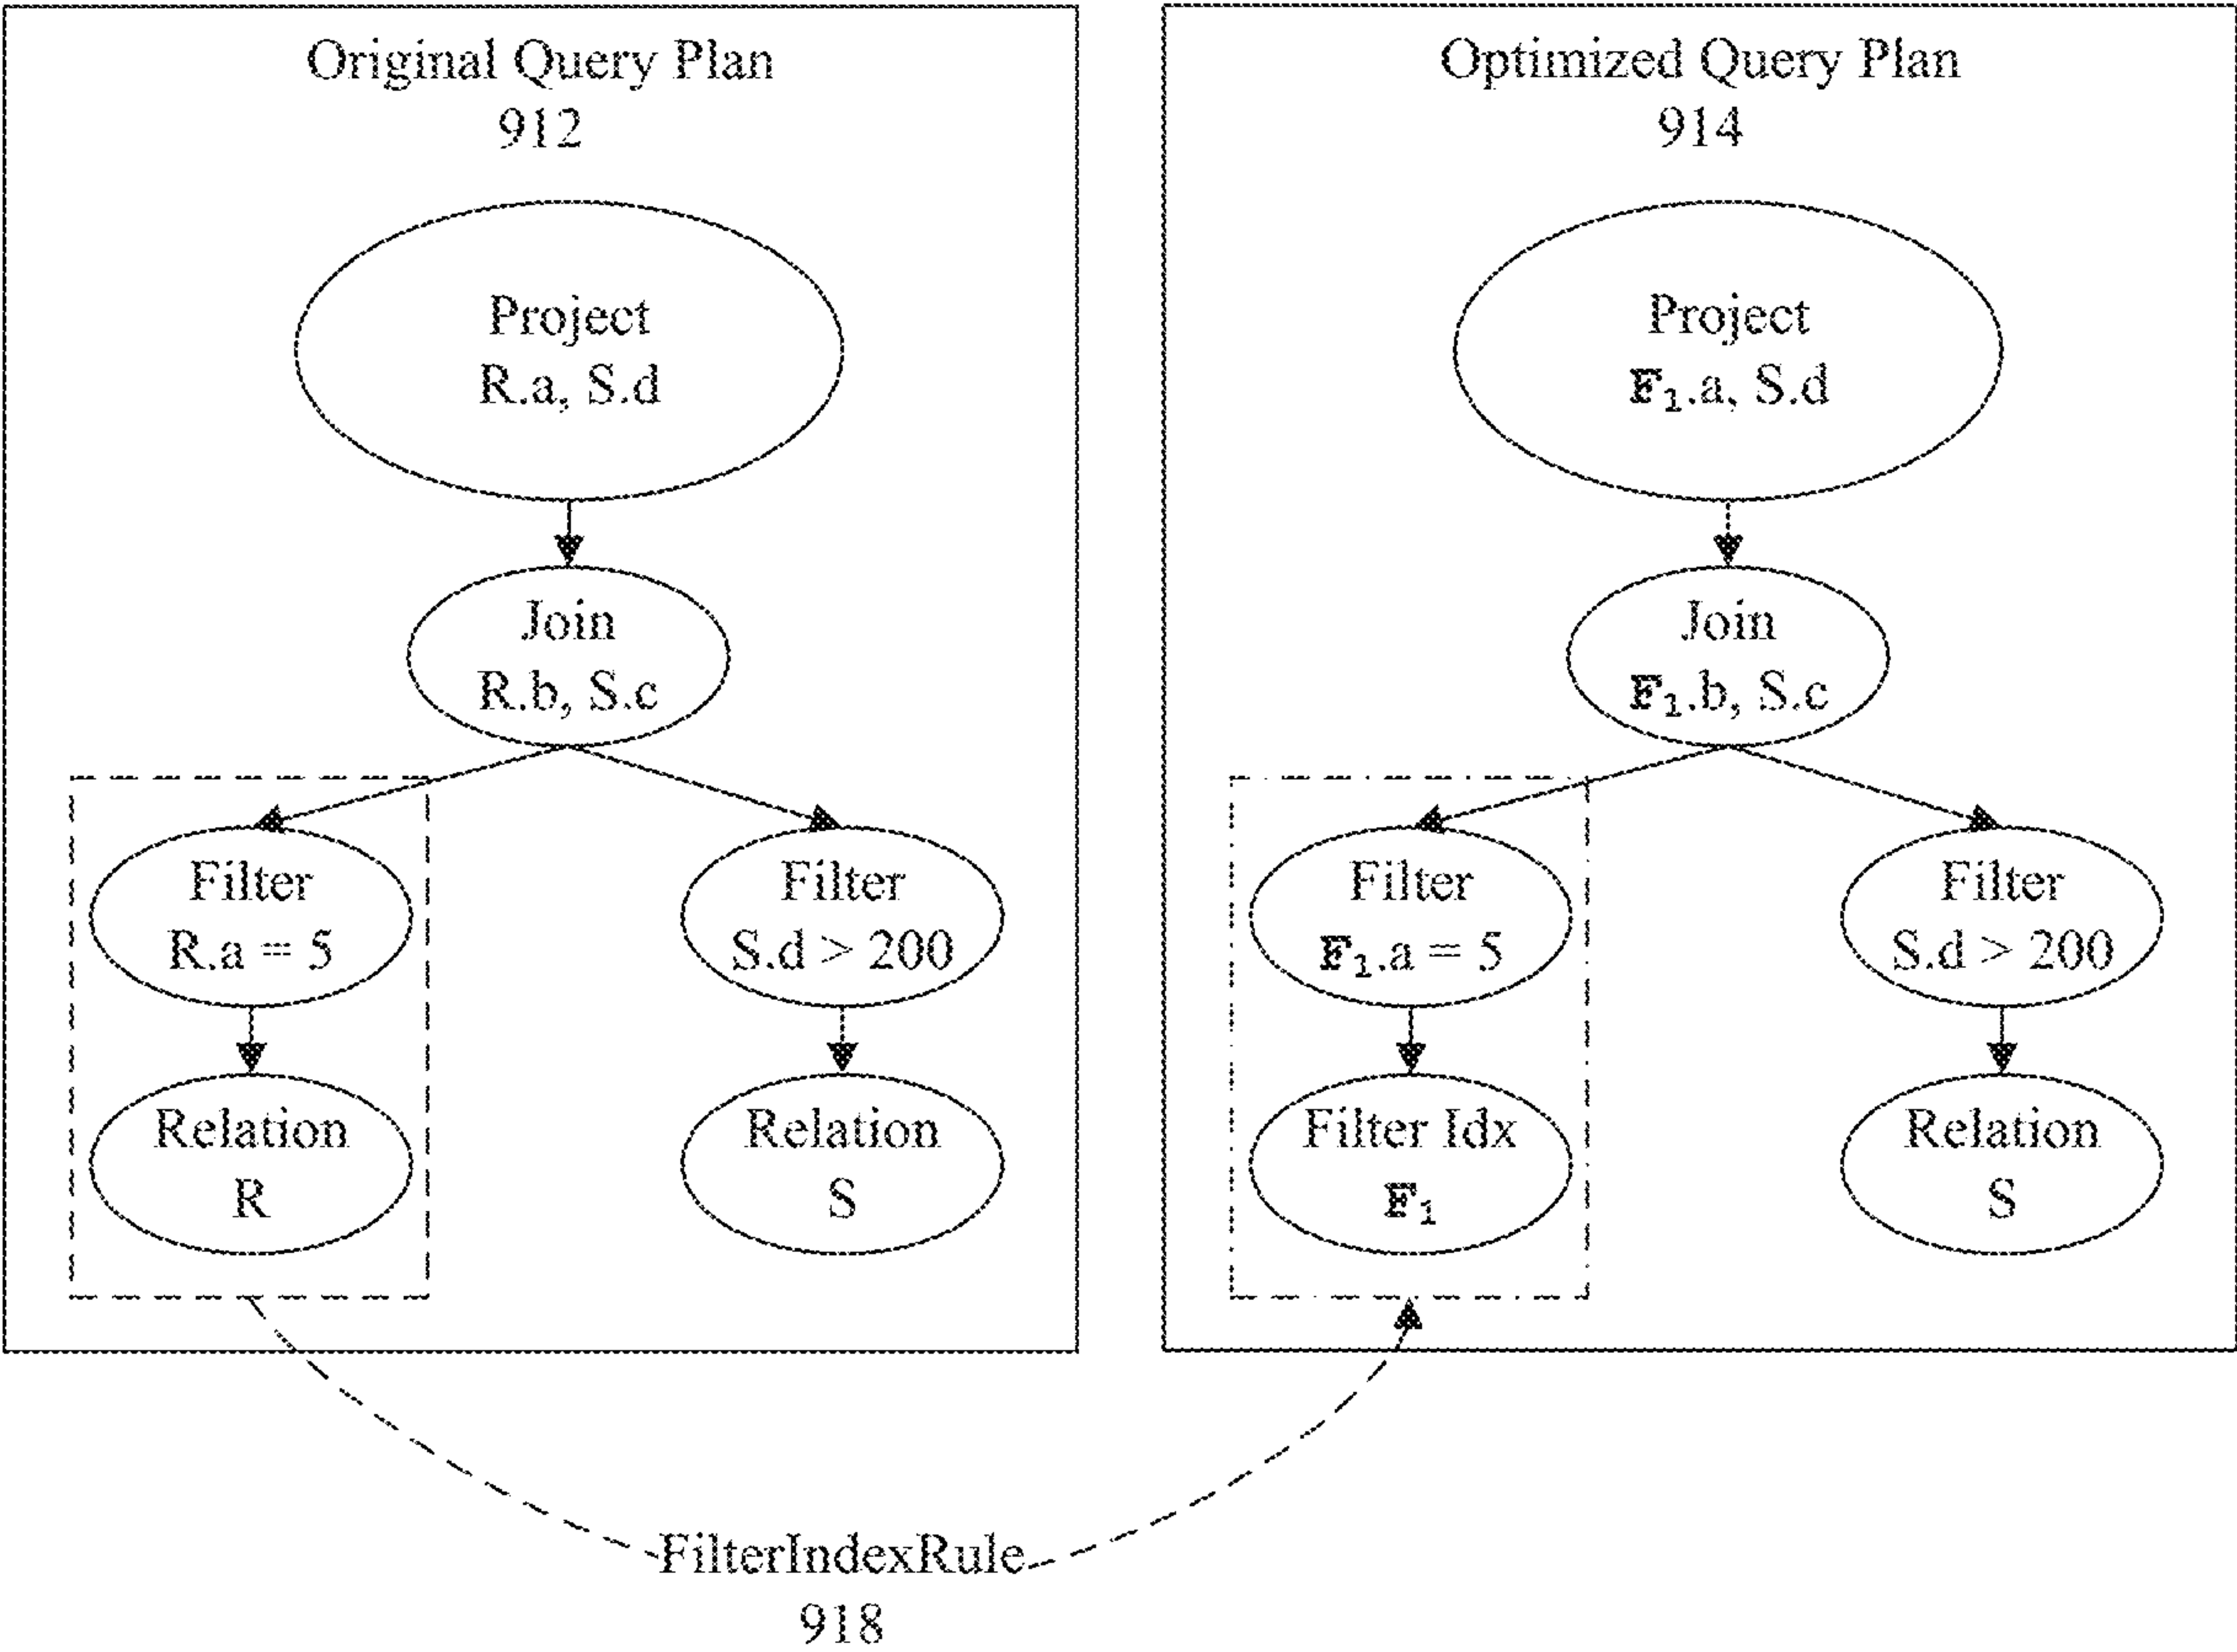 Original Query Plan
912
Project
R.a, S.d
Join
R.b, S.c
Filter
R.a = 5
Filter
S.d > 200
Relation
R
Relation
S
Optimized Query Plan
914
Project
F₁.a, S.d
Join
F₁.b, S.c
Filter
F₁.a = 5
Filter
S.d > 200
Filter Idx
F₁
Relation
S
FilterIndexRule
918